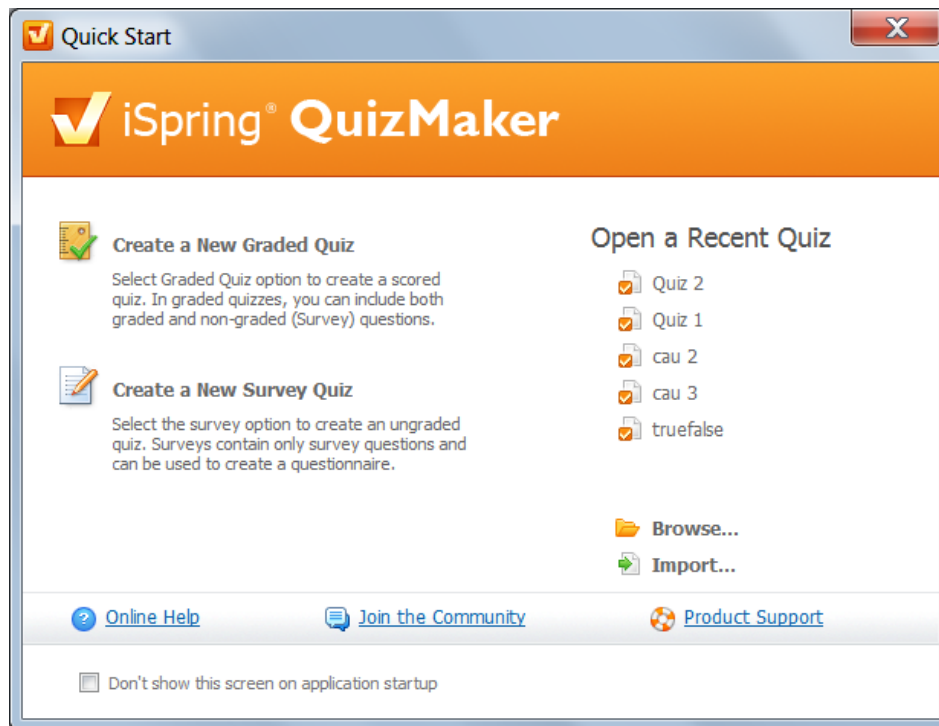 Quick Start
iSpring® QuizMaker
Create a New Graded Quiz
Select Graded Quiz option to create a scored
quiz. In graded quizzes, you can include both
graded and non-graded (Survey) questions.
Create a New Survey Quiz
Select the survey option to create an ungraded
quiz. Surveys contain only survey questions and
can be used to create a questionnaire.
Open a Recent Quiz
Quiz 2
Quiz 1
cau 2
cau 3
truefalse
Browse...
Import...
Online Help
Join the Community
Product Support
Don't show this screen on application startup